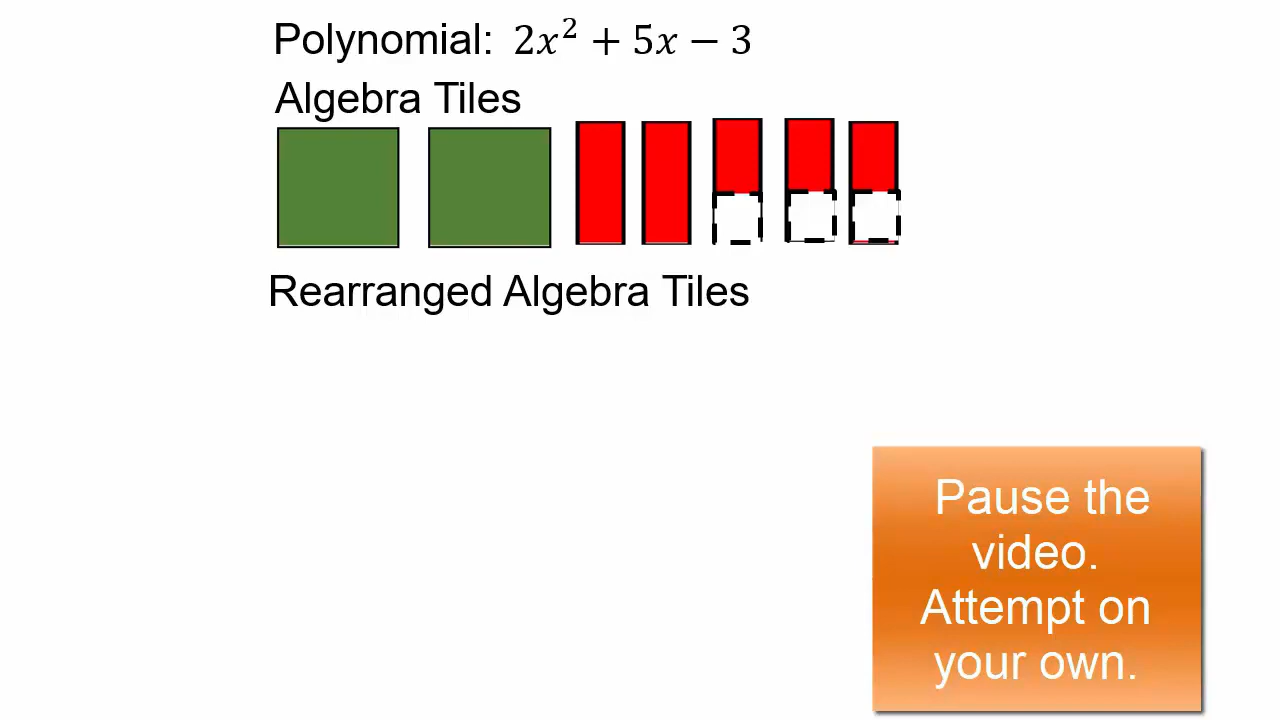 Polynomial: 2x² + 5x − 3
Algebra Tiles
Rearranged Algebra Tiles
Pause the
video.
Attempt on
your own.